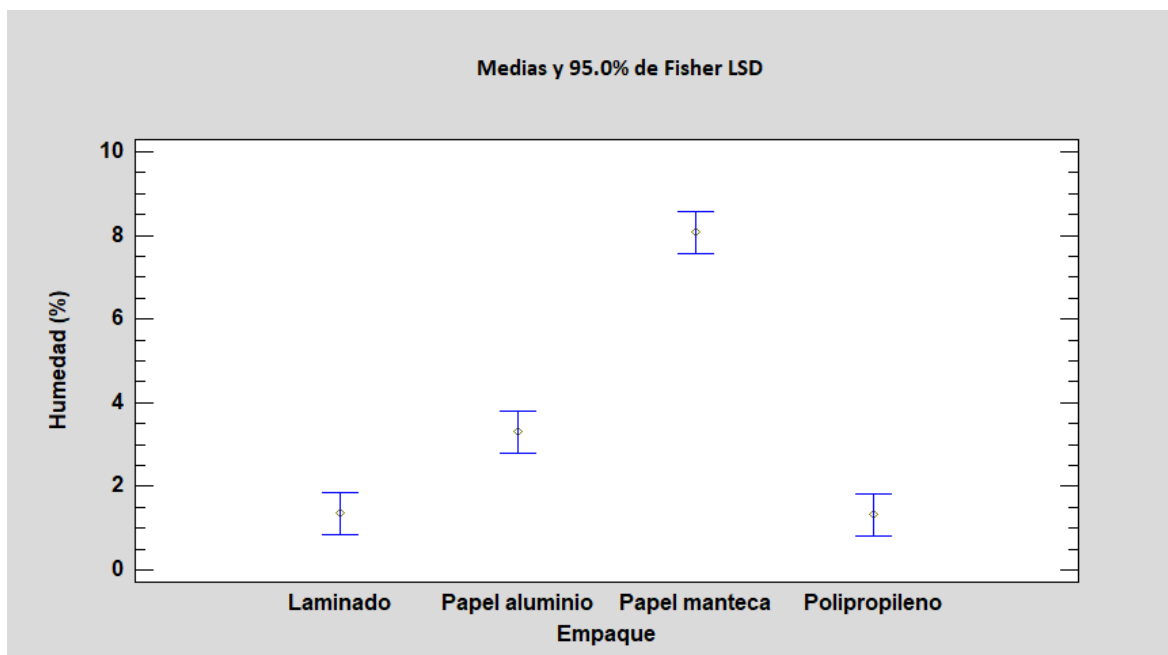 Medias y 95.0% de Fisher LSD
10
8
6
4
2
0
Humedad (%)
Laminado Papel aluminio Papel manteca Polipropileno
Empaque